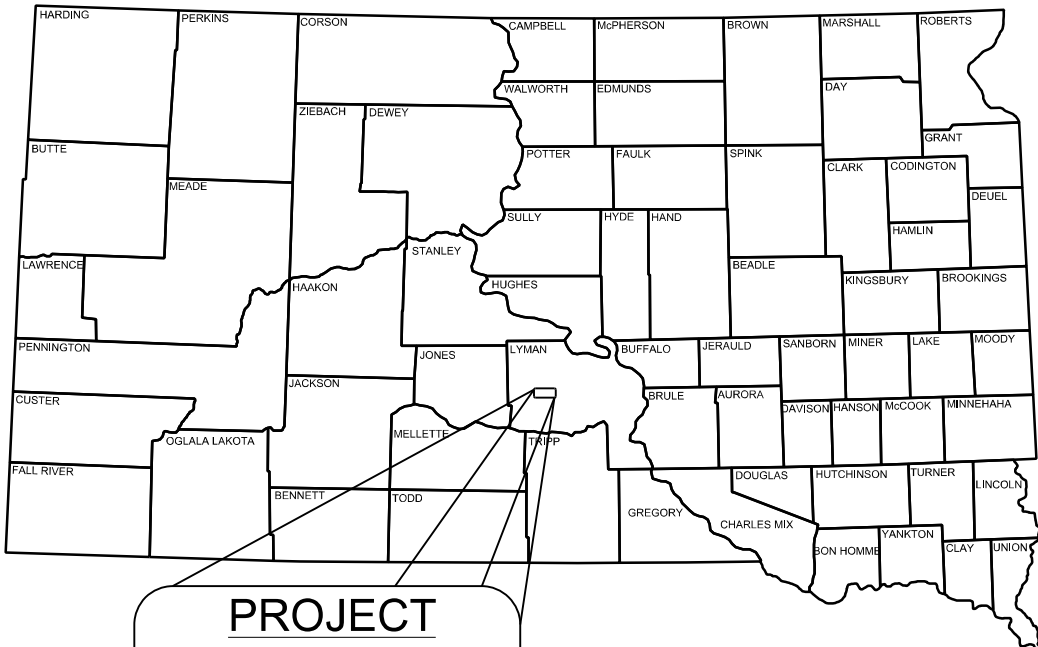 HARDING
PERKINS
CORSON
CAMPBELL
McPHERSON
BROWN
MARSHALL
ROBERTS
WALWORTH
EDMUNDS
DAY
ZIEBACH
DEWEY
GRANT
BUTTE
POTTER
FAULK
SPINK
CLARK
CODINGTON
MEADE
DEUEL
SULLY
HYDE
HAND
HAMLIN
STANLEY
LAWRENCE
BEADLE
HAAKON
HUGHES
KINGSBURY
BROOKINGS
PENNINGTON
JONES
LYMAN
BUFFALO
JERAULD
SANBORN
MINER
LAKE
MOODY
JACKSON
CUSTER
BRULE
AURORA
DAVISON
HANSON
McCOOK
MINNEHAHA
OGLALA LAKOTA
MELLETTE
TRIPP
FALL RIVER
DOUGLAS
HUTCHINSON
TURNER
LINCOLN
BENNETT
TODD
GREGORY
CHARLES MIX
BON HOMME
YANKTON
CLAY
UNION
PROJECT